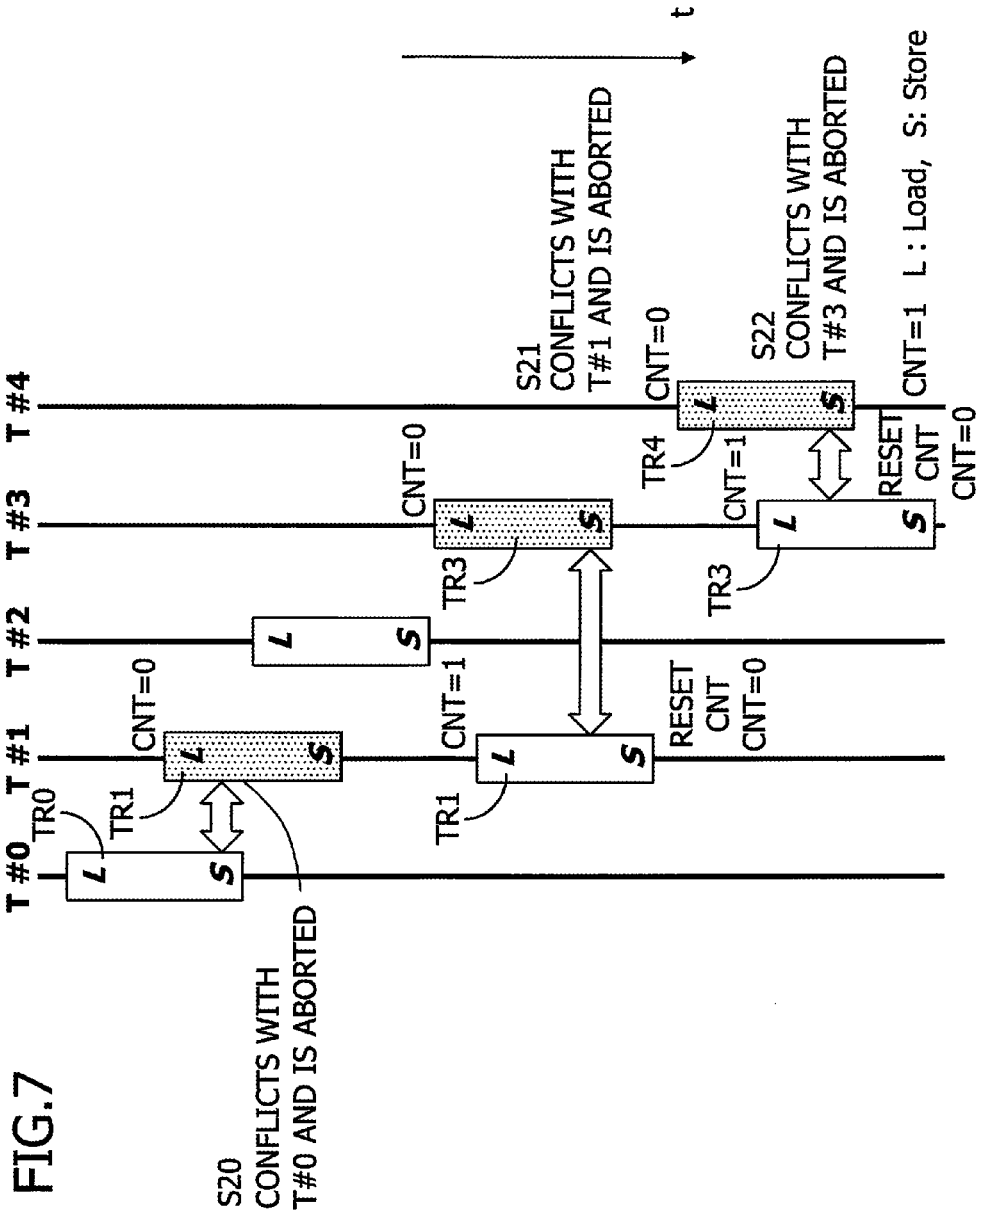 FIG.7
T #0
T #1
T #2
T #3
T #4
TR0
L
S
S20
CONFLICTS WITH
T#0 AND IS ABORTED
TR1
CNT=0
L
S
L
S
TR3
CNT=0
L
S
S21
CONFLICTS WITH
T#1 AND IS ABORTED
TR1
CNT=1
L
S
RESET
CNT
CNT=0
TR4
CNT=0
L
S
S22
CONFLICTS WITH
T#3 AND IS ABORTED
TR3
CNT=1
L
S
RESET
CNT
CNT=0
CNT=1
L : Load, S: Store
t